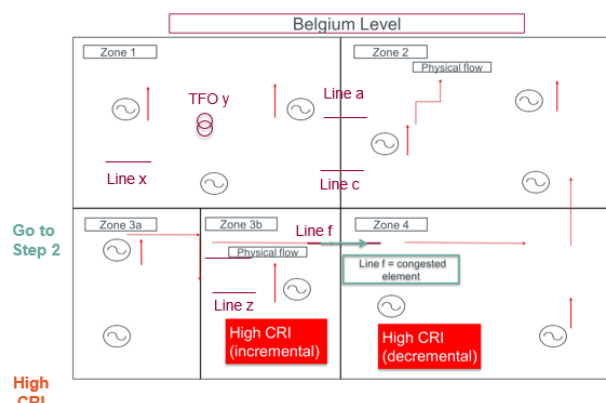 Belgium Level
Zone 1
Zone 2
Physical flow
TFO y
Line a
Line x
Line c
Go to
Step 2
Zone 3a
Zone 3b
Line f
Zone 4
Physical flow
Line f = congested
element
Line z
High CRI
(incremental)
High CRI
(decremental)
High
CRI